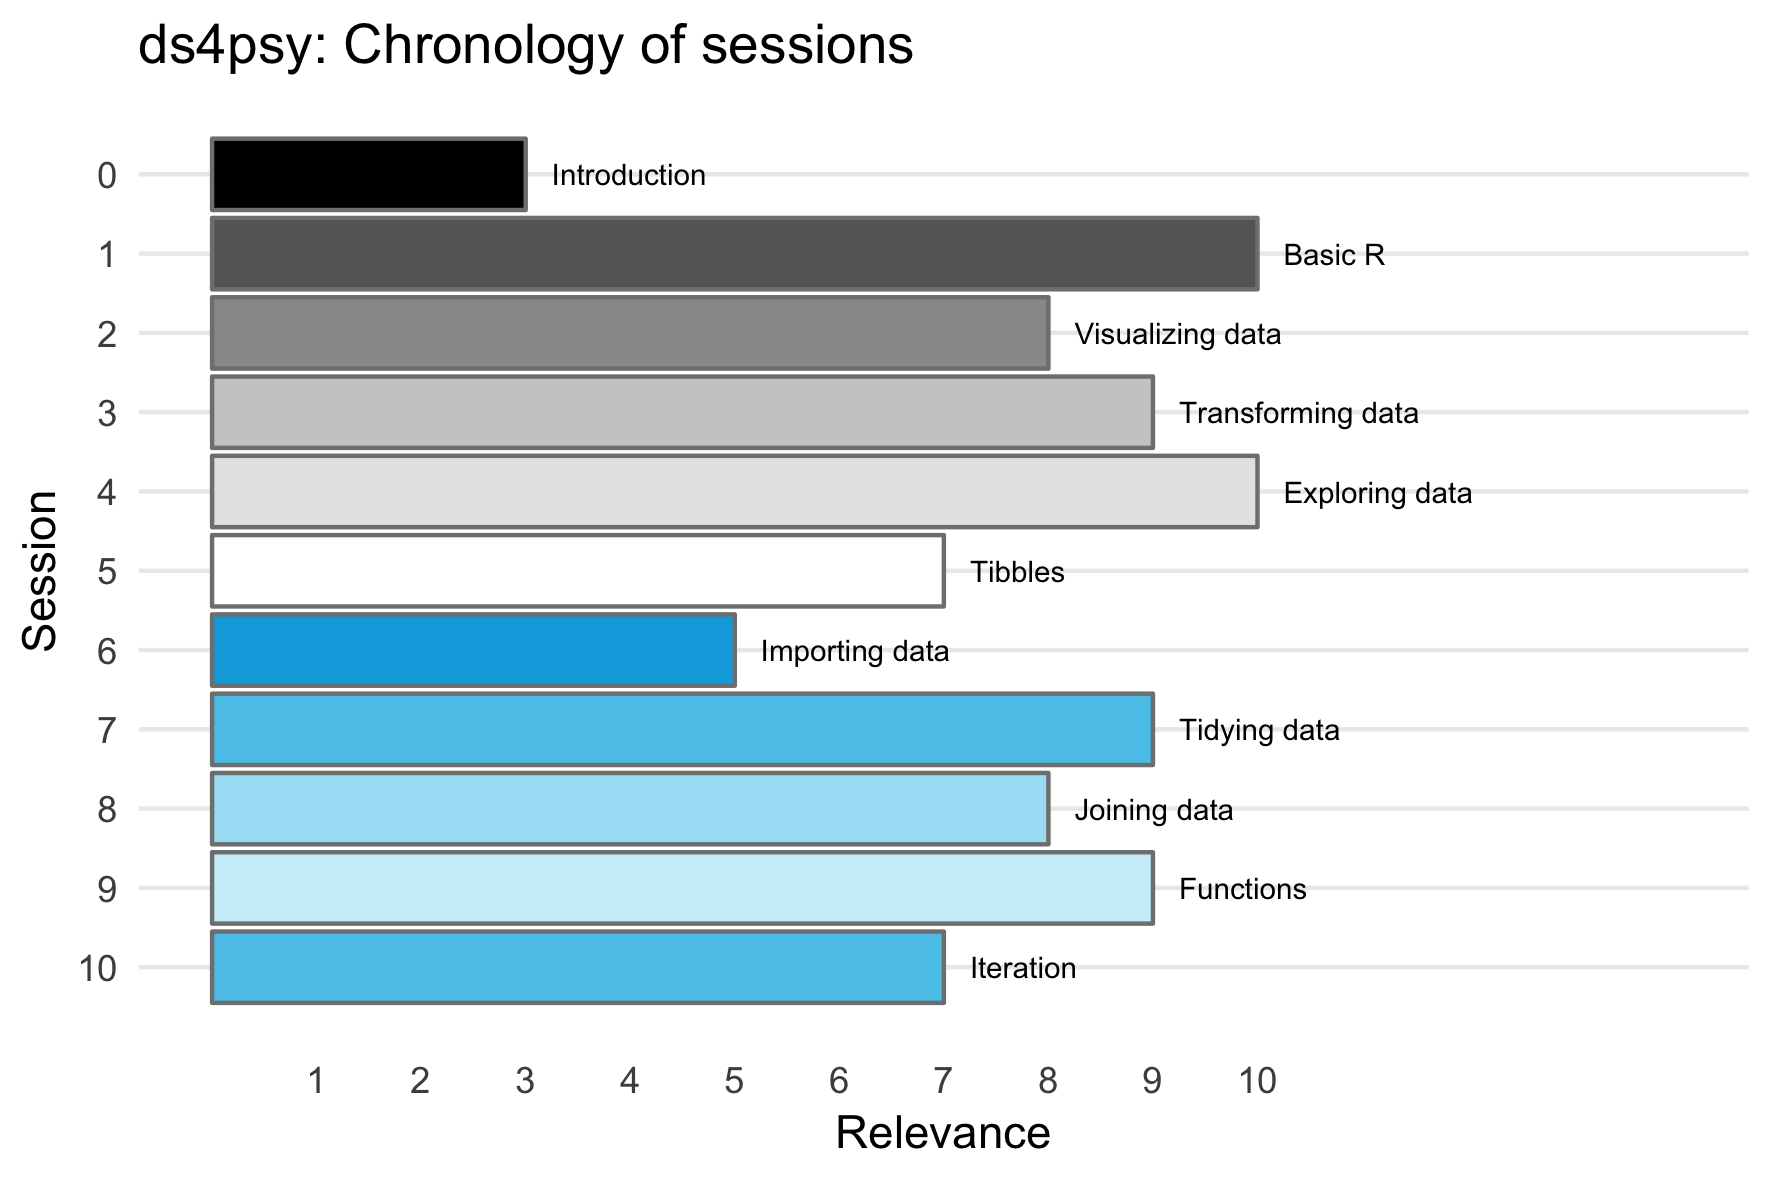 ds4psy: Chronology of sessions
0 Introduction
1 Basic R
2 Visualizing data
3 Transforming data
4 Exploring data
5 Tibbles
6 Importing data
7 Tidying data
8 Joining data
9 Functions
10 Iteration
Session
1 2 3 4 5 6 7 8 9 10
Relevance